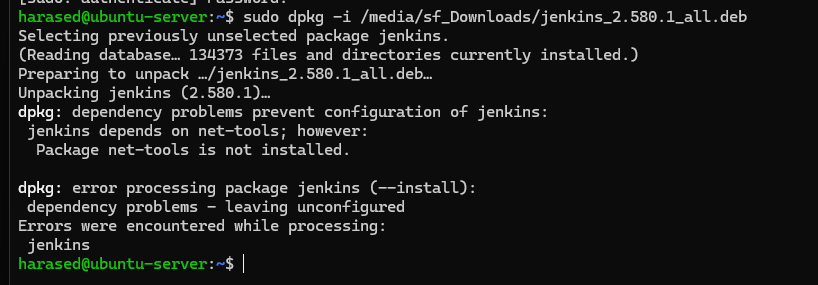 [sudo: authenticate] Password:
harased@ubuntu-server:~$ sudo dpkg -i /media/sf_Downloads/jenkins_2.580.1_all.deb
Selecting previously unselected package jenkins.
(Reading database… 134373 files and directories currently installed.)
Preparing to unpack …/jenkins_2.580.1_all.deb…
Unpacking jenkins (2.580.1)…
dpkg: dependency problems prevent configuration of jenkins:
 jenkins depends on net-tools; however:
  Package net-tools is not installed.

dpkg: error processing package jenkins (--install):
 dependency problems - leaving unconfigured
Errors were encountered while processing:
 jenkins
harased@ubuntu-server:~$